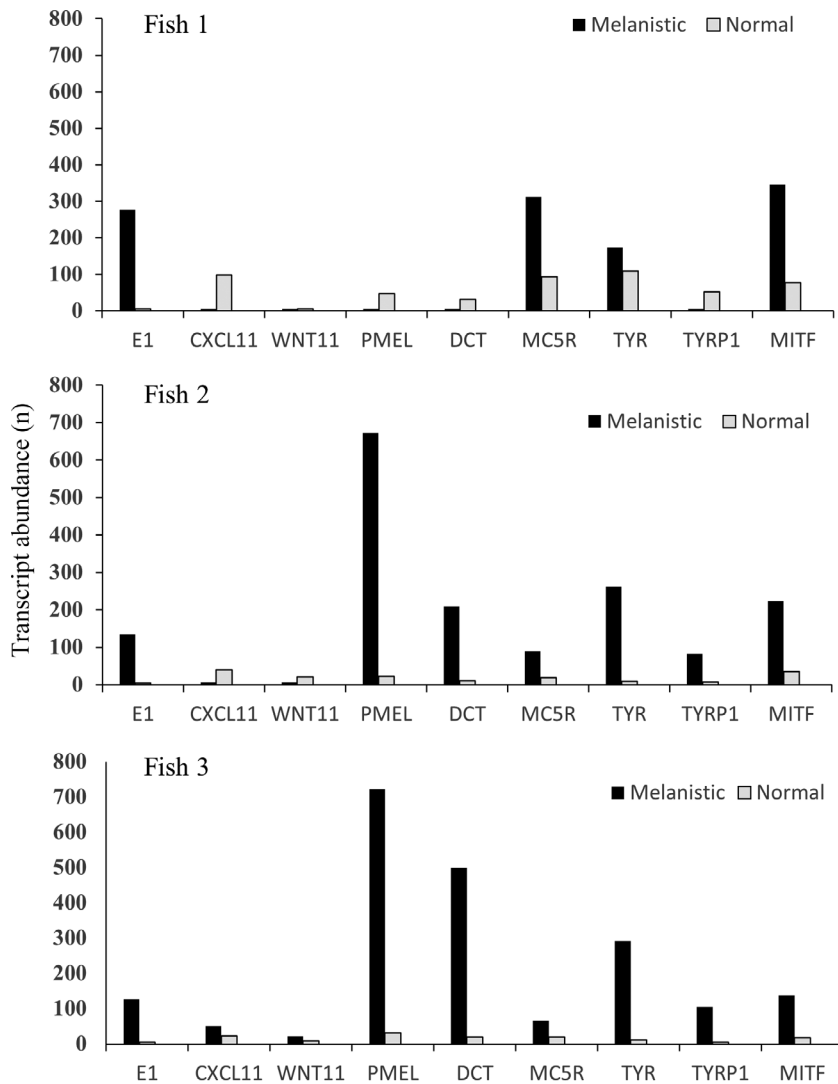 Fish 1
Melanistic Normal
800
700
600
500
400
300
200
100
0
E1 CXCL11 WNT11 PMEL DCT MC5R TYR TYRP1 MITF
Fish 2
Melanistic Normal
800
700
600
500
400
300
200
100
0
E1 CXCL11 WNT11 PMEL DCT MC5R TYR TYRP1 MITF
Transcript abundance (n)
Fish 3
Melanistic Normal
800
700
600
500
400
300
200
100
0
E1 CXCL11 WNT11 PMEL DCT MC5R TYR TYRP1 MITF